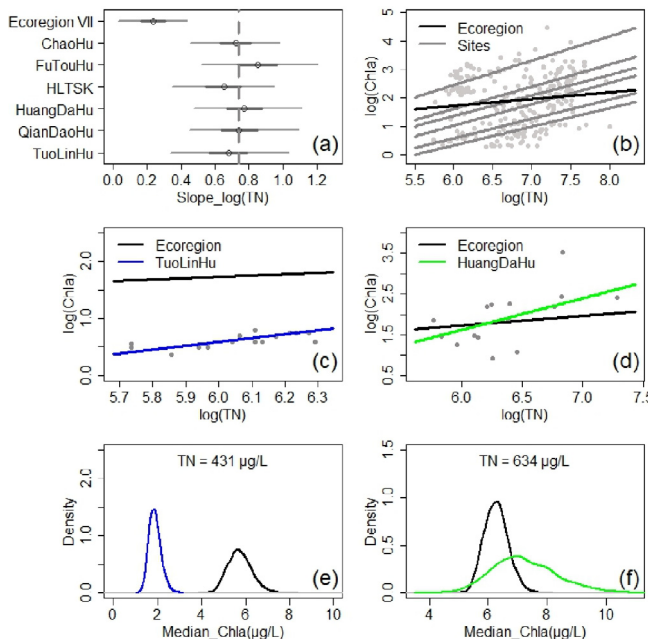 Ecoregion VII
ChaoHu
FuTouHu
HLTSK
HuangDaHu
QianDaoHu
TuoLinHu
0.0 0.2 0.4 0.6 0.8 1.0 1.2
Slope_log(TN)
(a)
log(Chla)
0 1 2 3 4 5
Ecoregion
Sites
5.5 6.0 6.5 7.0 7.5 8.0
log(TN)
(b)
log(Chla)
0.0 1.0 2.0
Ecoregion
TuoLinHu
5.7 5.8 5.9 6.0 6.1 6.2 6.3
log(TN)
(c)
log(Chla)
0.5 1.5 2.5 3.5
Ecoregion
HuangDaHu
6.0 6.5 7.0 7.5
log(TN)
(d)
Density
0.0 1.0 2.0
TN = 431 µg/L
0 2 4 6 8 10
Median_Chla(µg/L)
(e)
Density
0.0 0.5 1.0 1.5
TN = 634 µg/L
4 6 8 10
Median_Chla(µg/L)
(f)